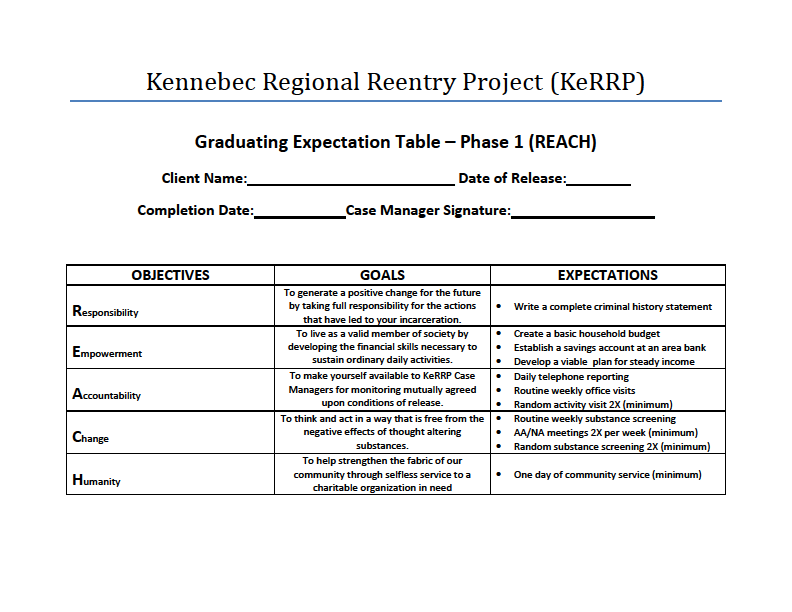 Kennebec Regional Reentry Project (KeRRP)
Graduating Expectation Table – Phase 1 (REACH)
Client Name:__________________________ Date of Release:________
Completion Date:____________Case Manager Signature:__________________
OBJECTIVES GOALS EXPECTATIONS
Responsibility
To generate a positive change for the future
by taking full responsibility for the actions
that have led to your incarceration.
• Write a complete criminal history statement
Empowerment
To live as a valid member of society by
developing the financial skills necessary to
sustain ordinary daily activities.
• Create a basic household budget
• Establish a savings account at an area bank
• Develop a viable plan for steady income
Accountability
To make yourself available to KeRRP Case
Managers for monitoring mutually agreed
upon conditions of release.
• Daily telephone reporting
• Routine weekly office visits
• Random activity visit 2X (minimum)
Change
To think and act in a way that is free from the
negative effects of thought altering
substances.
• Routine weekly substance screening
• AA/NA meetings 2X per week (minimum)
• Random substance screening 2X (minimum)
Humanity
To help strengthen the fabric of our
community through selfless service to a
charitable organization in need
• One day of community service (minimum)